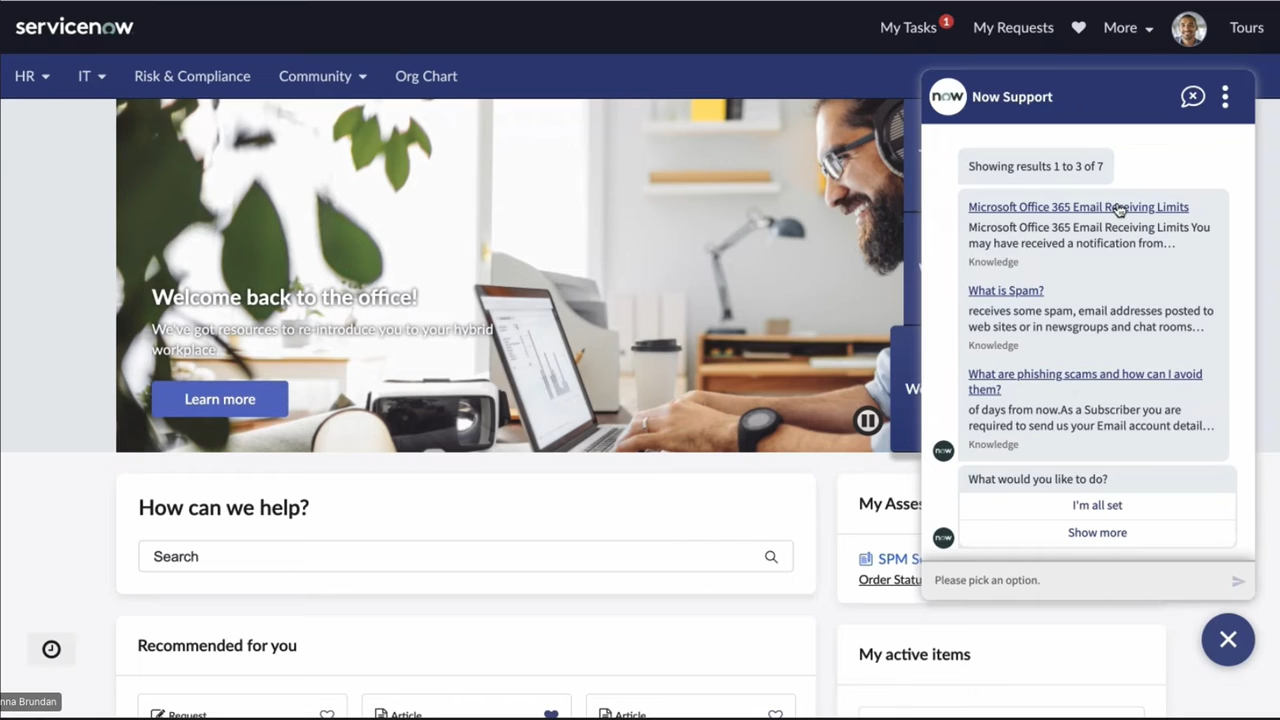 servicenow
My Tasks 1
My Requests
More
Tours
HR
IT
Risk & Compliance
Community
Org Chart
Welcome back to the office!
We've got resources to re-introduce you to your hybrid
workplace
Learn more
How can we help?
Search
Recommended for you
Request
Article
Article
My Asses
SPM S
Order Statu
My active items
now Now Support
Showing results 1 to 3 of 7
Microsoft Office 365 Email Receiving Limits
Microsoft Office 365 Email Receiving Limits You
may have received a notification from...
Knowledge
What is Spam?
receives some spam, email addresses posted to
web sites or in newsgroups and chat rooms...
Knowledge
What are phishing scams and how can I avoid
them?
of days from now.As a Subscriber you are
required to send us your Email account detail...
Knowledge
now
What would you like to do?
I'm all set
Show more
now
Please pick an option.
nna Brundan